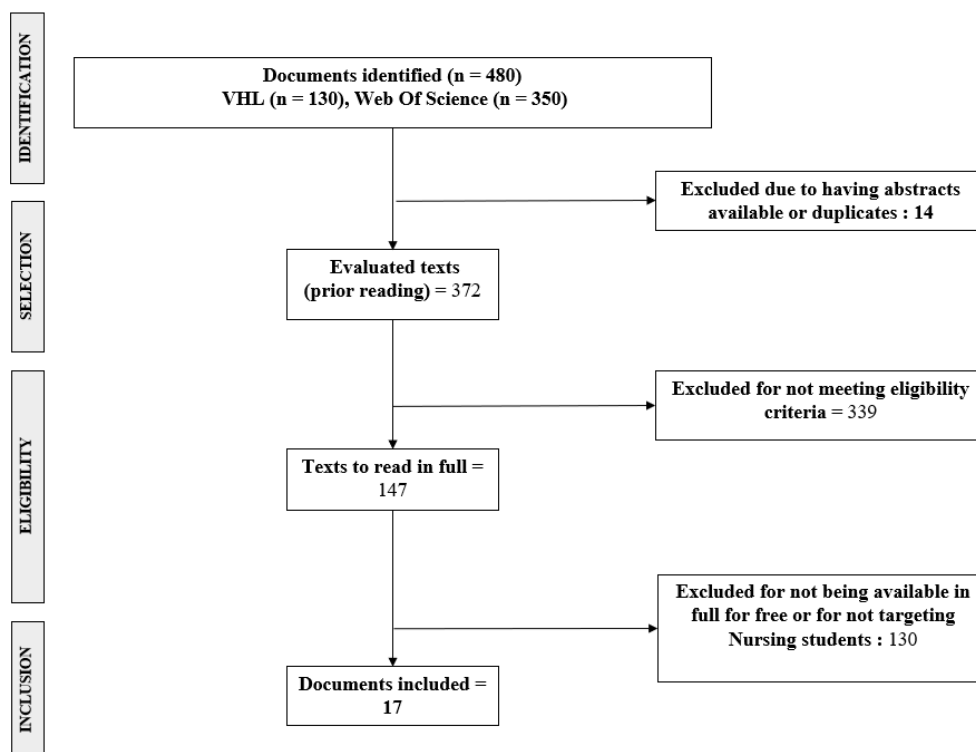 IDENTIFICATION
Documents identified (n = 480)
VHL (n = 130), Web Of Science (n = 350)
Excluded due to having abstracts
available or duplicates : 14
SELECTION
Evaluated texts
(prior reading) = 372
Excluded for not meeting eligibility
criteria = 339
ELIGIBILITY
Texts to read in full =
147
Excluded for not being available in
full for free or for not targeting
Nursing students : 130
INCLUSION
Documents included =
17